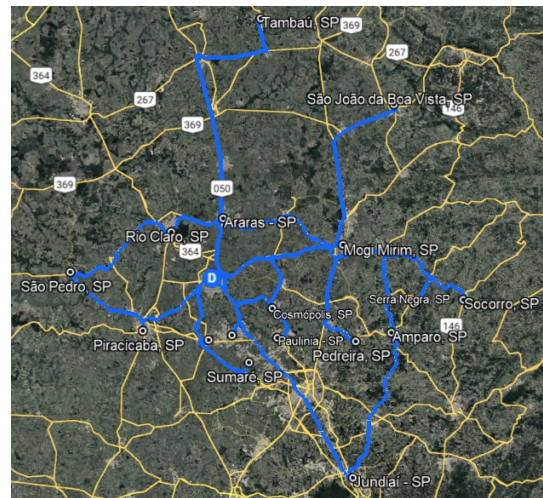 Tambaú, SP
369
267
364
São João da Boa Vista, SP
146
267
369
369
050
Araras - SP
Rio Claro, SP
364
Mogi Mirim, SP
D
São Pedro, SP
Serra Negra, SP
Socorro, SP
Cosmópolis, SP
146
Piracicaba, SP
Paulínia - SP
Amparo, SP
Pedreira, SP
Sumaré, SP
Jundiaí - SP